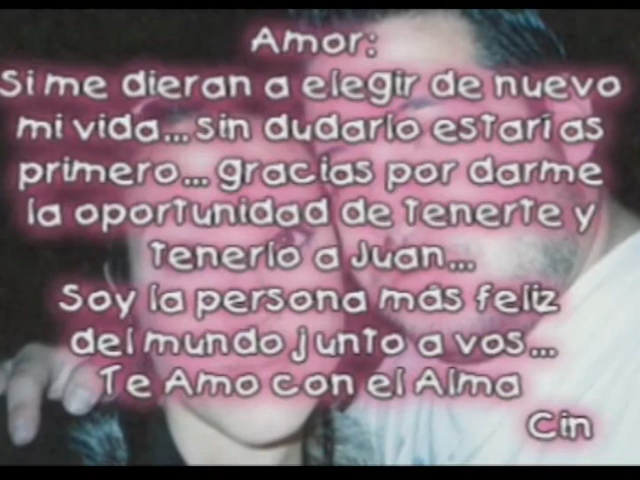 Amor:
Si me dieran a elegir de nuevo
mi vida... sin dudarlo estarías
primero... gracias por darme
la oportunidad de tenerte y
tenerlo a Juan...
Soy la persona más feliz
del mundo junto a vos...
Te Amo con el Alma
Cin